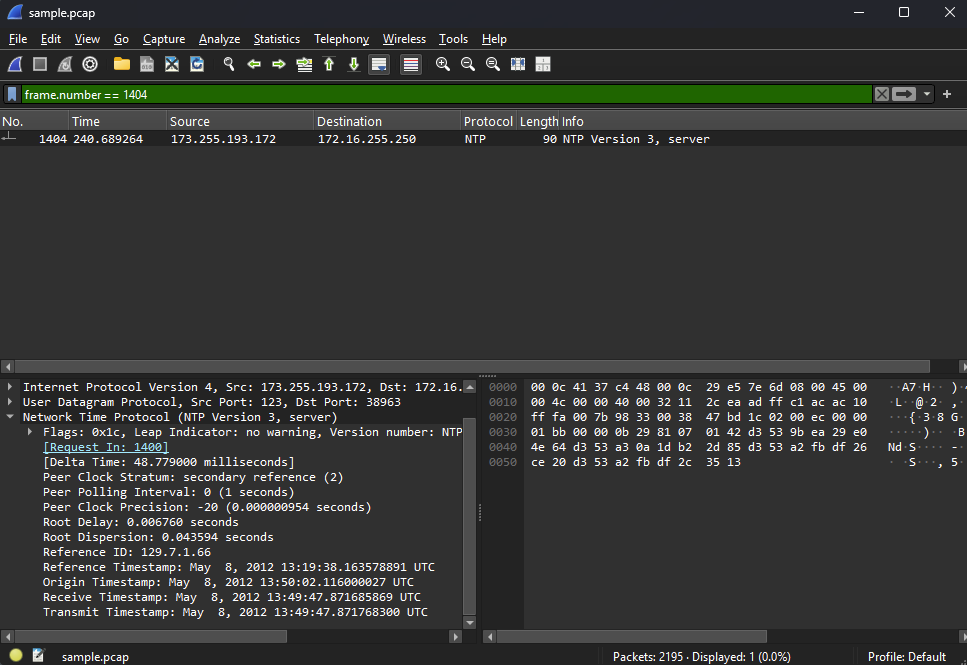 sample.pcap
File Edit View Go Capture Analyze Statistics Telephony Wireless Tools Help
frame.number == 1404
No. Time Source Destination Protocol Length Info
1404 240.689264 173.255.193.172 172.16.255.250 NTP 90 NTP Version 3, server
Internet Protocol Version 4, Src: 173.255.193.172, Dst: 172.16.
User Datagram Protocol, Src Port: 123, Dst Port: 38963
Network Time Protocol (NTP Version 3, server)
Flags: 0x1c, Leap Indicator: no warning, Version number: NTP
[Request In: 1400]
[Delta Time: 48.779000 milliseconds]
Peer Clock Stratum: secondary reference (2)
Peer Polling Interval: 0 (1 seconds)
Peer Clock Precision: -20 (0.000000954 seconds)
Root Delay: 0.006760 seconds
Root Dispersion: 0.043594 seconds
Reference ID: 129.7.1.66
Reference Timestamp: May  8, 2012 13:19:38.163578891 UTC
Origin Timestamp: May  8, 2012 13:50:02.116000027 UTC
Receive Timestamp: May  8, 2012 13:49:47.871685869 UTC
Transmit Timestamp: May  8, 2012 13:49:47.871768300 UTC
0000 00 0c 41 37 c4 48 00 0c 29 e5 7e 6d 08 00 45 00 ··A7·H·· )·
0010 00 4c 00 00 40 00 32 11 2c ea ad ff c1 ac ac 10 ·L··@·2· ,·
0020 ff fa 00 7b 98 33 00 38 47 bd 1c 02 00 ec 00 00 ···{·3·8 G·
0030 01 bb 00 00 0b 29 81 07 01 42 d3 53 9b ea 29 e0 ·····)·· ·B
0040 4e 64 d3 53 a3 0a 1d b2 2d 85 d3 53 a2 fb df 26 Nd·S···· -·
0050 ce 20 d3 53 a2 fb df 2c 35 13 · ·S···, 5·
sample.pcap Packets: 2195 · Displayed: 1 (0.0%) Profile: Default